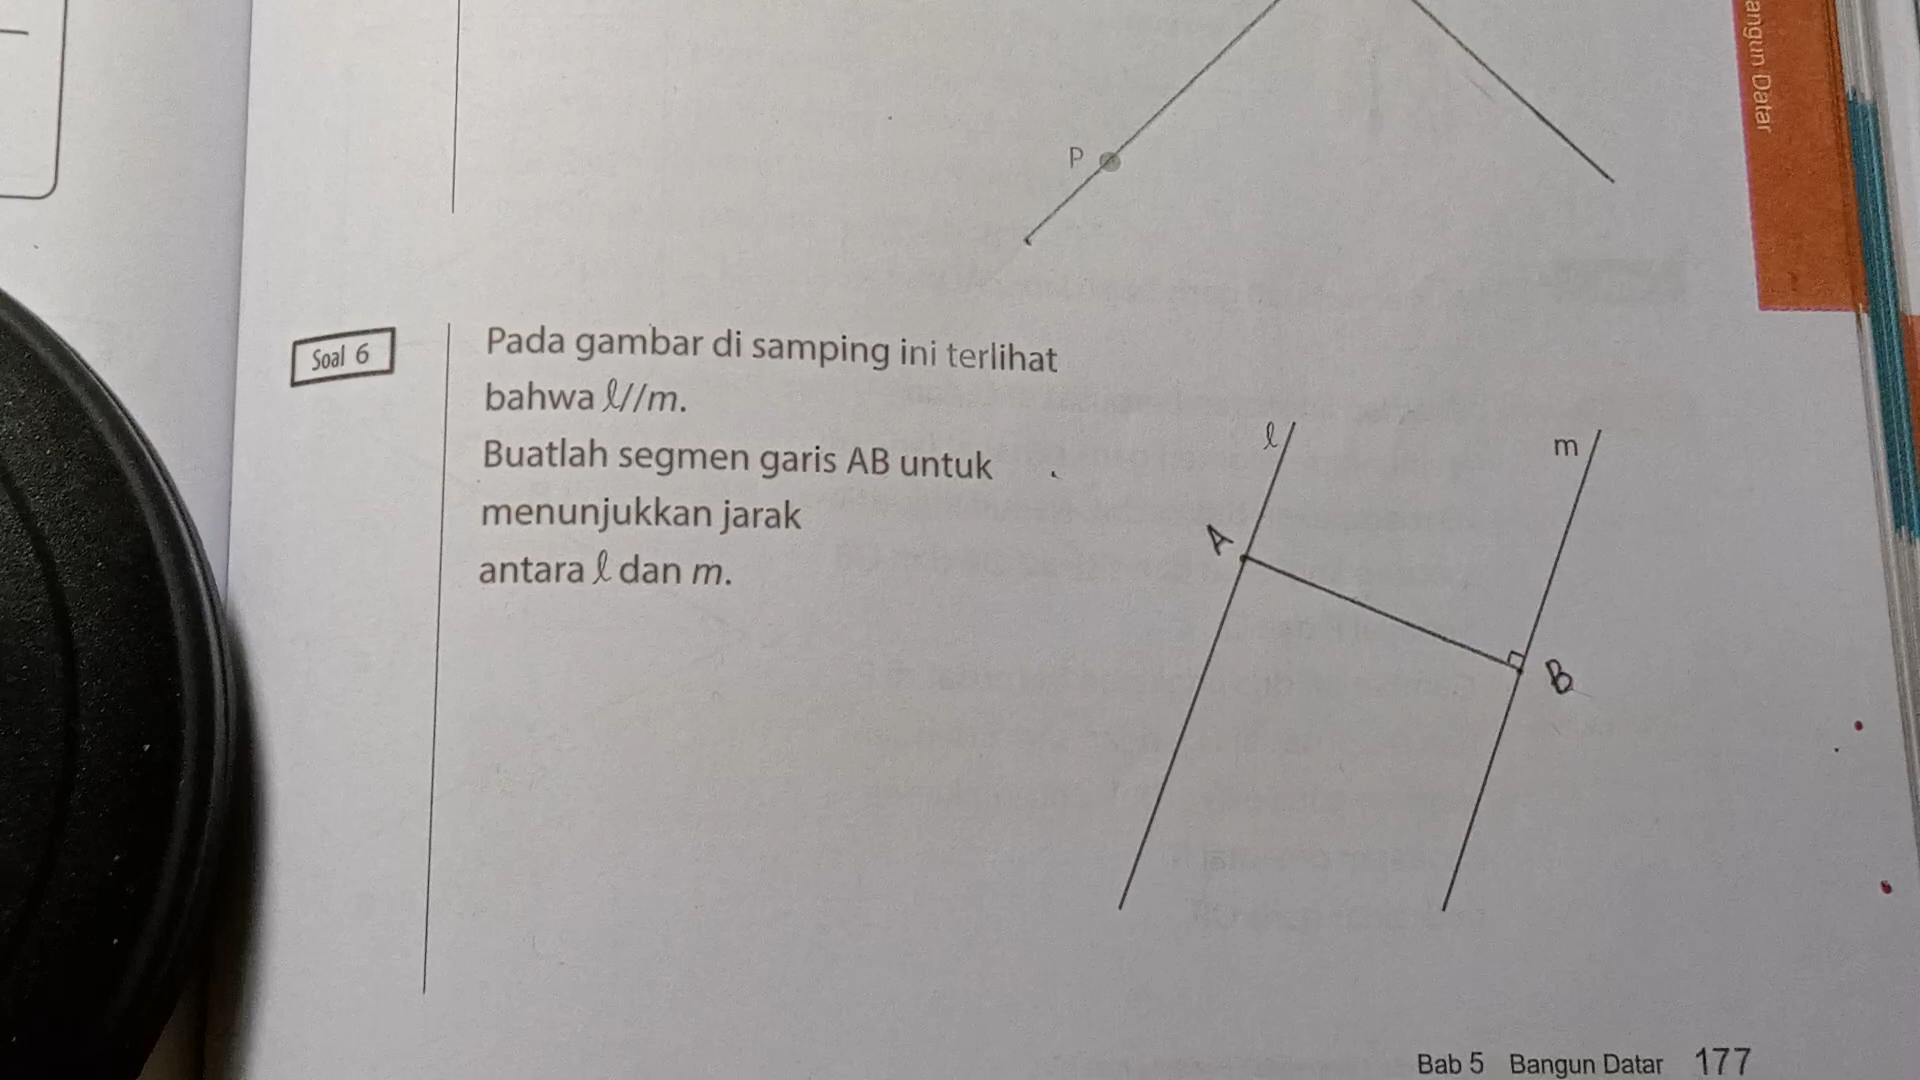 angun Datar
P
Soal 6
Pada gambar di samping ini terlihat
bahwa ℓ//m.
Buatlah segmen garis AB untuk
menunjukkan jarak
antara ℓ dan m.
ℓ
m
A
B
Bab 5 Bangun Datar 177